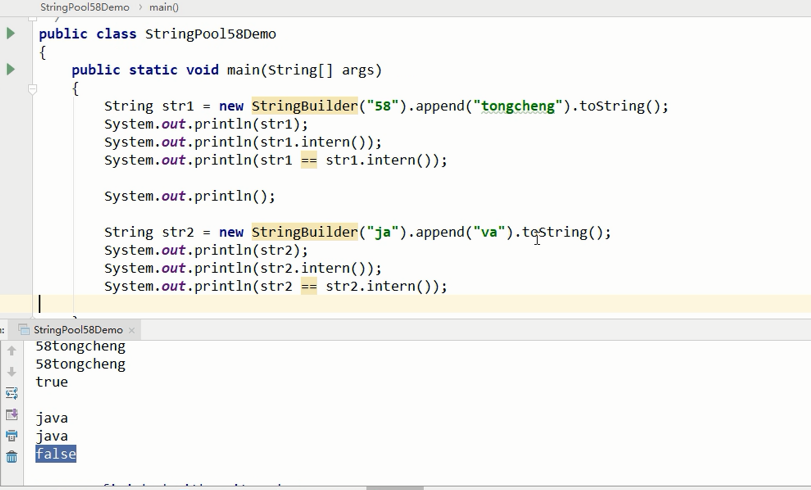 StringPool58Demo > main()
public class StringPool58Demo
{
public static void main(String[] args)
{
String str1 = new StringBuilder("58").append("tongcheng").toString();
System.out.println(str1);
System.out.println(str1.intern());
System.out.println(str1 == str1.intern());
System.out.println();
String str2 = new StringBuilder("ja").append("va").toString();
System.out.println(str2);
System.out.println(str2.intern());
System.out.println(str2 == str2.intern());
StringPool58Demo ×
58tongcheng
58tongcheng
true
java
java
false